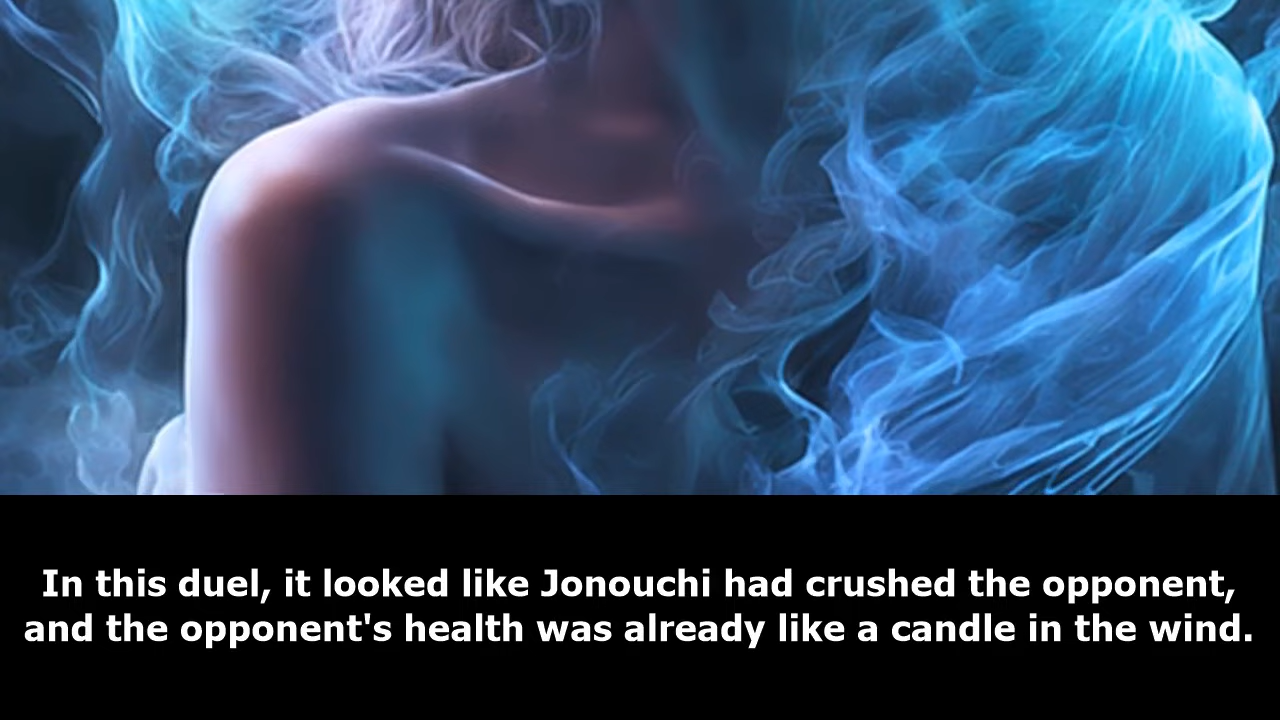 In this duel, it looked like Jonouchi had crushed the opponent,
and the opponent's health was already like a candle in the wind.